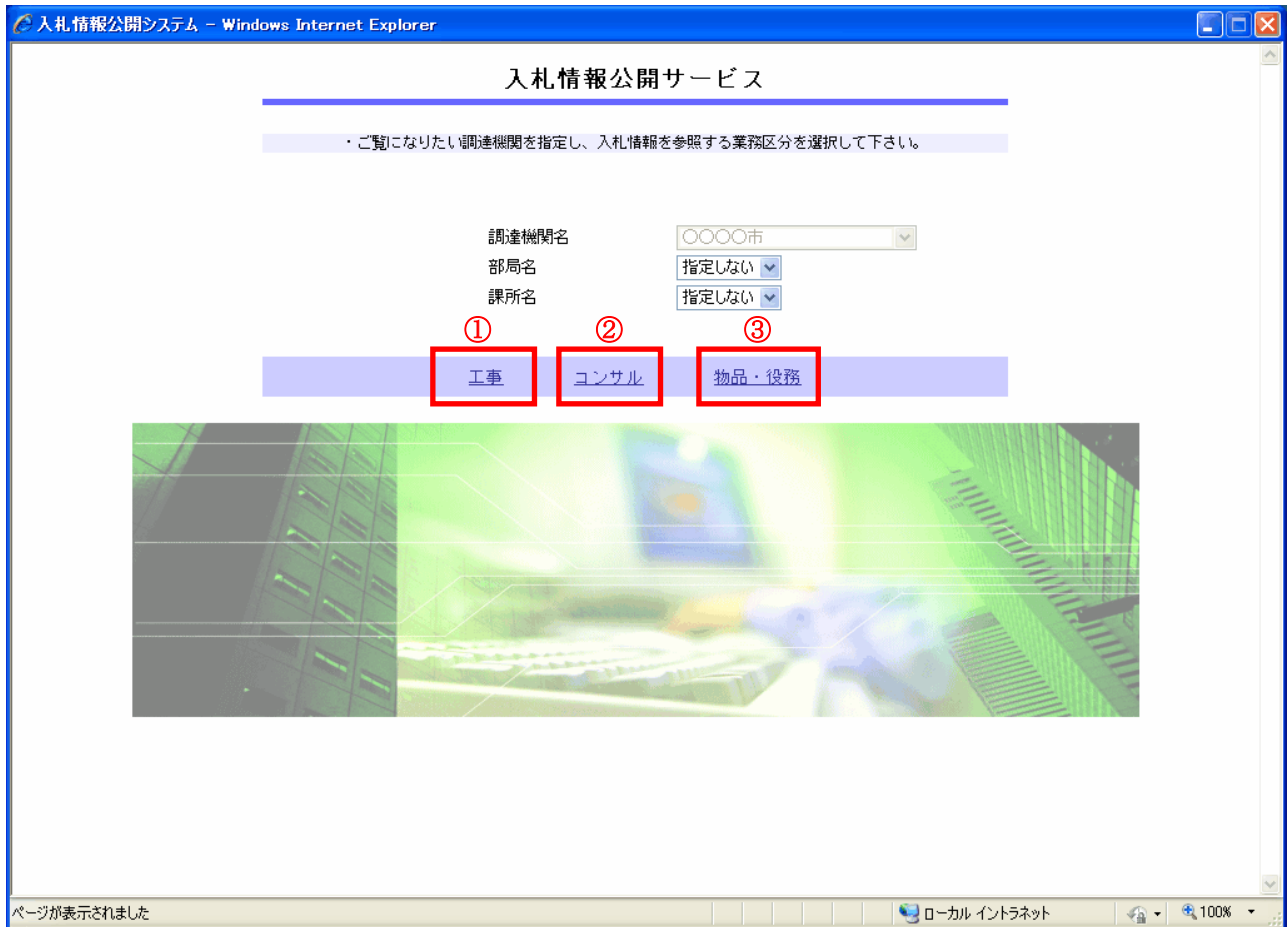 入札情報公開システム - Windows Internet Explorer
入札情報公開サービス
・ご覧になりたい調達機関を指定し、入札情報を参照する業務区分を選択して下さい。
調達機関名 ○○○○市
部局名 指定しない
課所名 指定しない
① ② ③
工事 コンサル 物品・役務
ページが表示されました ローカル イントラネット 100%